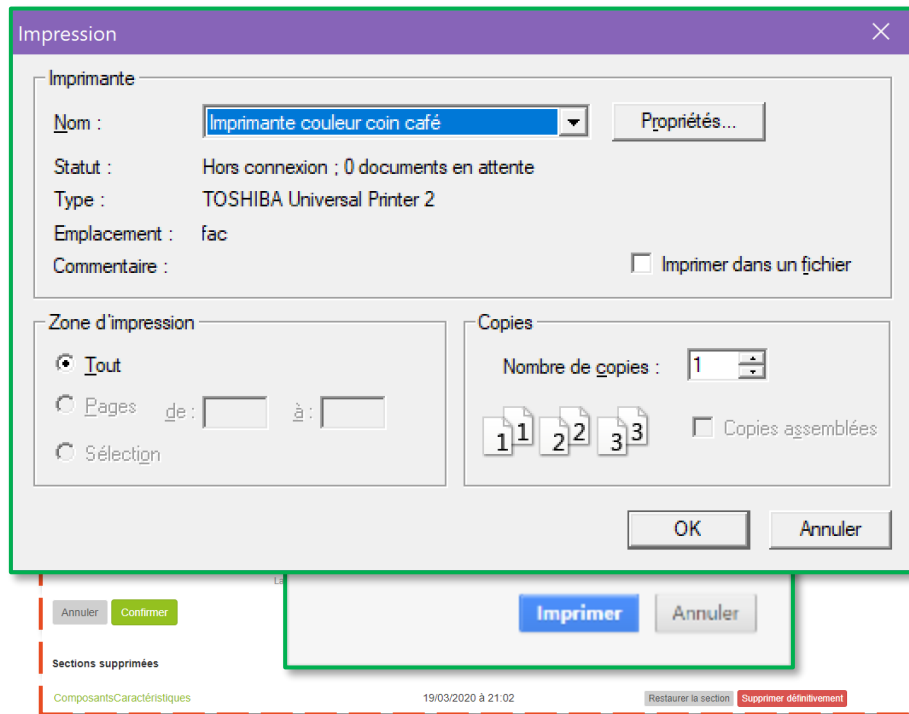 Impression
Imprimante
Nom : Imprimante couleur coin café Propriétés...
Statut : Hors connexion ; 0 documents en attente
Type : TOSHIBA Universal Printer 2
Emplacement : fac
Commentaire : Imprimer dans un fichier
Zone d'impression
Tout
Pages de : à :
Sélection
Copies
Nombre de copies : 1
1 1 2 2 3 3 Copies assemblées
OK Annuler
La
Imprimer Annuler
Annuler Confirmer
Sections supprimées
ComposantsCaractéristiques 19/03/2020 à 21:02 Restaurer la section Supprimer définitivement